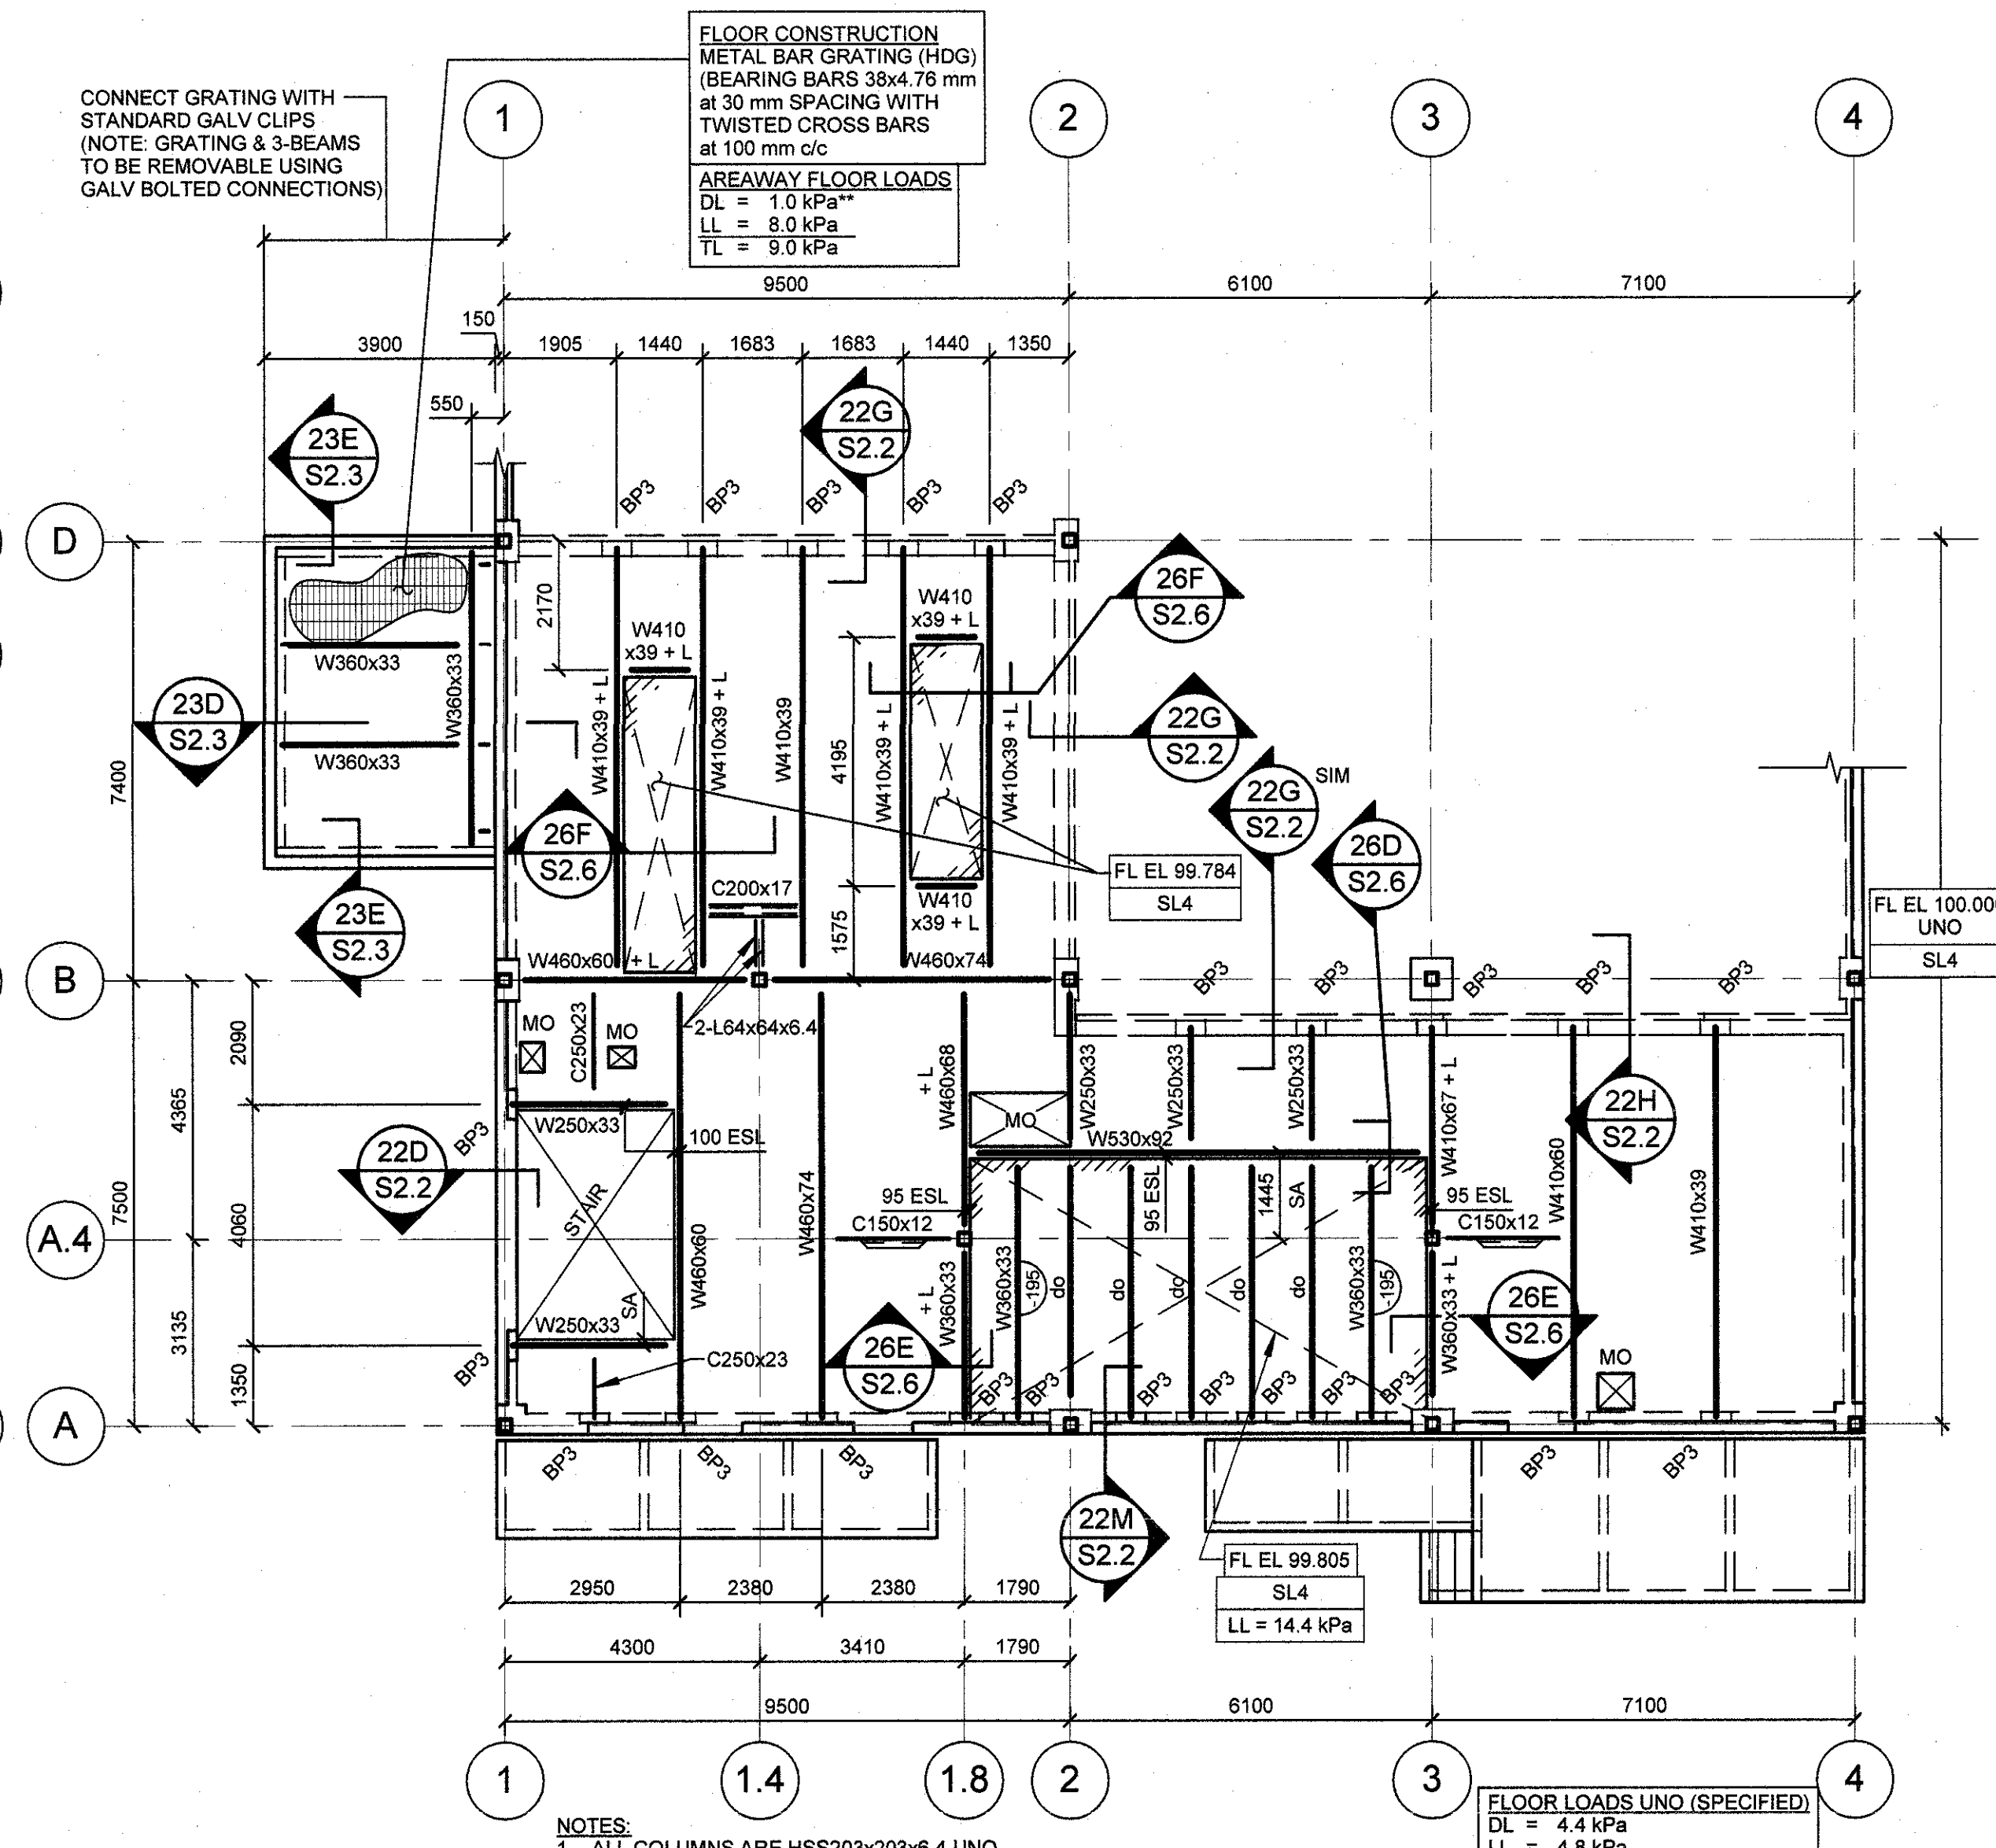 FLOOR CONSTRUCTION
METAL BAR GRATING (HDG)
(BEARING BARS 38x4.76 mm
at 30 mm SPACING WITH
TWISTED CROSS BARS
at 100 mm c/c
AREAWAY FLOOR LOADS
DL = 1.0 kPa**
LL = 8.0 kPa
TL = 9.0 kPa
CONNECT GRATING WITH
STANDARD GALV CLIPS
(NOTE: GRATING & 3-BEAMS
TO BE REMOVABLE USING
GALV BOLTED CONNECTIONS)
1
2
3
4
9500
6100
7100
150
3900
1905
1440
1683
1683
1440
1350
550
23E
S2.3
22G
S2.2
BP3
BP3
BP3
BP3
BP3
D
2170
W410
x39 + L
W410
x39 + L
26F
S2.6
W360x33
W360x33
W360x33
23D
S2.3
W410x39 + L
W410x39 + L
W410x39
4195
W410x39 + L
W410x39 + L
22G
S2.2
22G
S2.2
SIM
7400
26F
S2.6
26D
S2.6
FL EL 99.784
SL4
C200x17
W410
x39 + L
23E
S2.3
1575
FL EL 100.00
UNO
SL4
B
W460x60
+ L
W460x74
BP3
BP3
BP3
BP3
BP3
2-L64x64x6.4
MO
C250x23
MO
2090
+ L
W460x68
W250x33
W250x33
W250x33
W410x67 + L
4365
MO
22H
S2.2
W250x33
BP3
100 ESL
W530x92
22D
S2.2
STAIR
95 ESL
C150x12
95 ESL
1445
SA
95 ESL
C150x12
W410x60
W410x39
7500
A.4
4060
W460x60
W460x74
+ L
W360x33
W360x33
-195
do
do
do
do
do
W360x33
-195
W360x33 + L
26E
S2.6
3135
SA
W250x33
BP3
C250x23
26E
S2.6
MO
1350
BP3
BP3
BP3
BP3
BP3
BP3
BP3
A
BP3
BP3
BP3
BP3
BP3
22M
S2.2
FL EL 99.805
SL4
LL = 14.4 kPa
2950
2380
2380
1790
4300
3410
1790
9500
6100
7100
1
1.4
1.8
2
3
4
NOTES:
1. ALL COLUMNS ARE HSS203x203x6.4 UNO
FLOOR LOADS UNO (SPECIFIED)
DL = 4.4 kPa
LL = 4.8 kPa